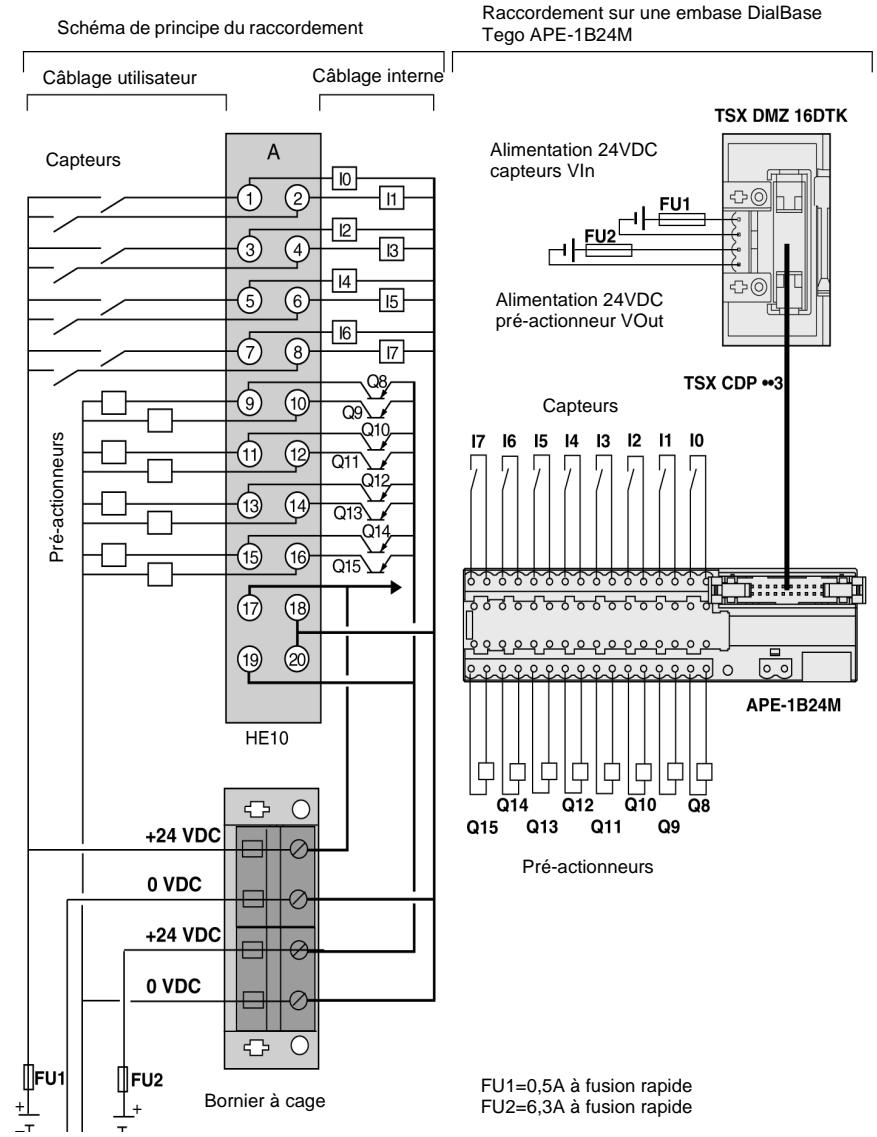 Schéma de principe du raccordement
Raccordement sur une embase DialBase
Tego APE-1B24M
Câblage utilisateur
Câblage interne
Capteurs
A
I0
1
2
I1
I2
3
4
I3
I4
5
6
I5
I6
7
8
I7
Q8
9
10
Q9
Q10
11
12
Q11
Q12
13
14
Q13
Q14
15
16
Q15
17
18
19
20
Pré-actionneurs
HE10
+24 VDC
0 VDC
+24 VDC
0 VDC
FU1
FU2
+
–
+
Bornier à cage
TSX DMZ 16DTK
Alimentation 24VDC
capteurs VIn
FU1
FU2
Alimentation 24VDC
pré-actionneur VOut
TSX CDP ••3
Capteurs
I7 I6 I5 I4 I3 I2 I1 I0
APE-1B24M
Q14 Q12 Q10 Q8
Q15 Q13 Q11 Q9
Pré-actionneurs
FU1=0,5A à fusion rapide
FU2=6,3A à fusion rapide